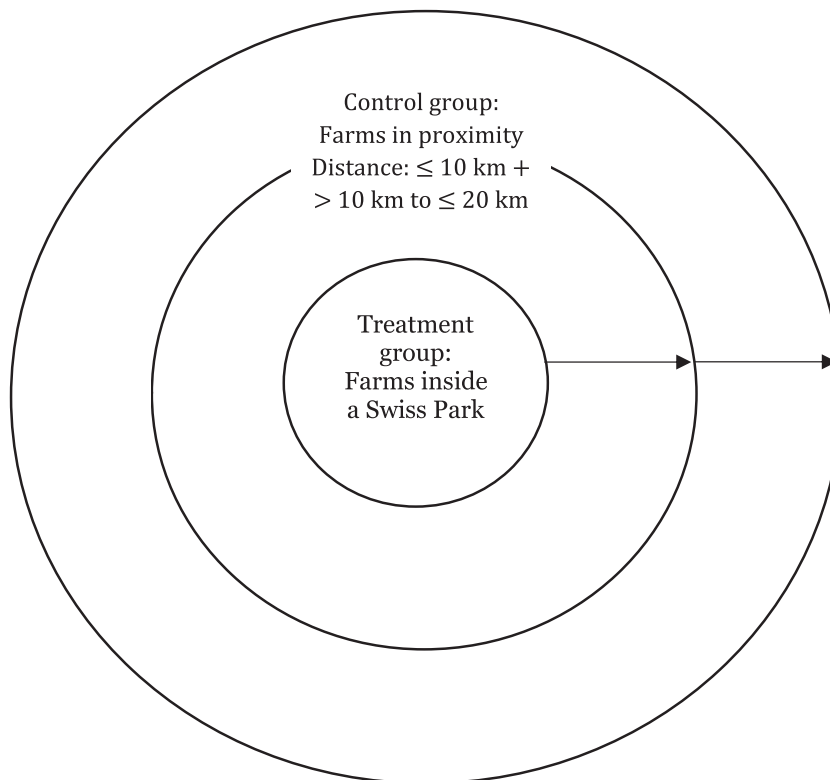 Control group:
Farms in proximity
Distance: ≤ 10 km +
> 10 km to ≤ 20 km
Treatment
group:
Farms inside
a Swiss Park